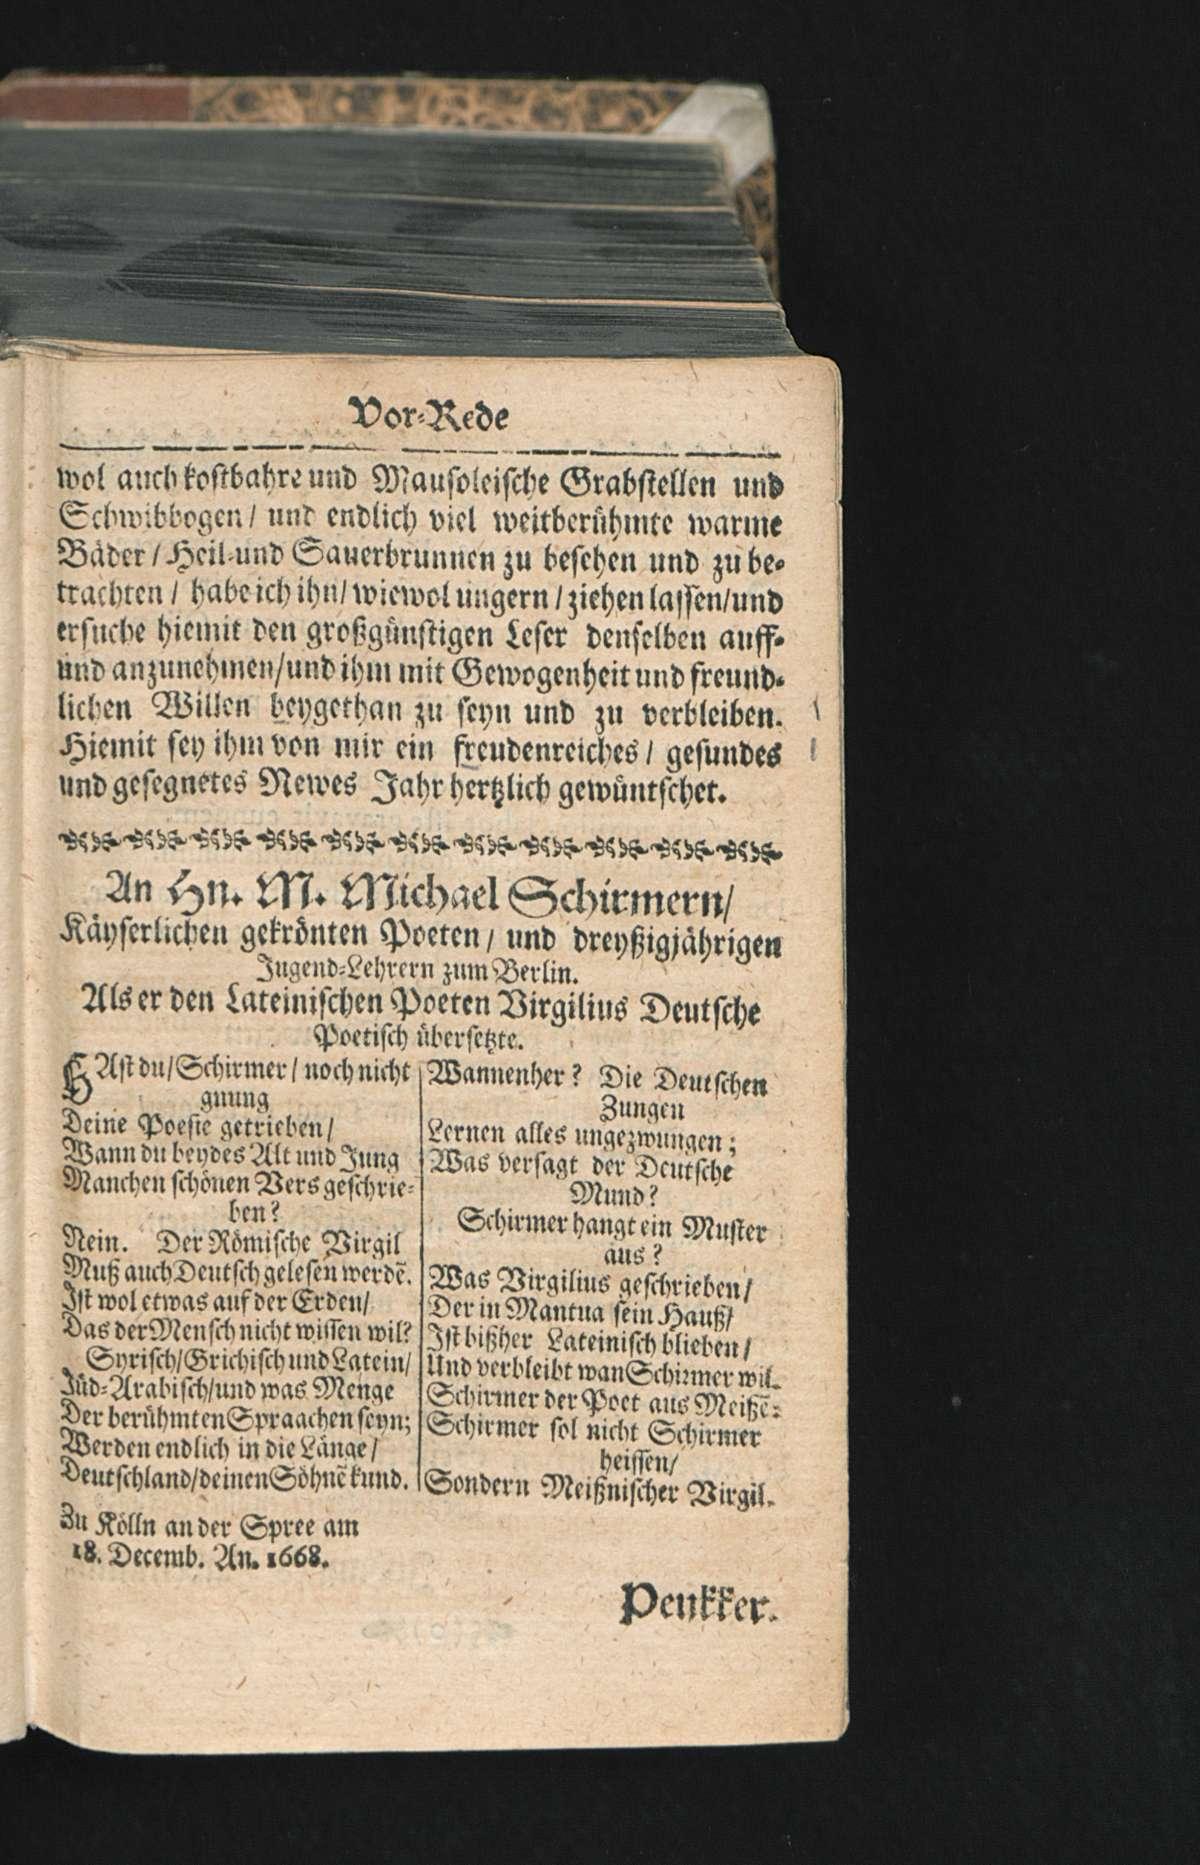 Vor-Rede
wol auch kostbahre und Mausoleische Grabstellen und
Schwibbogen/ und endlich viel weitberühmte warme
Bäder/ Heil-und Sauerbrunnen zu besehen und zu be-
trachten/ habe ich ihn/ wiewol ungern/ ziehen lassen/ und
ersuche hiemit den großgünstigen Leser denselben auff-
und anzunehmen/ und ihm mit Gewogenheit und freund-
lichen Willen beygethan zu seyn und zu verbleiben.
Hiemit sey ihm von mir ein freudenreiches/ gesundes
und gesegnetes Newes Jahr hertzlich gewüntschet.
An Hn. M. Michael Schirmern/
Käyserlichen gekrönten Poeten/ und dreyßigjährigen
Jugend-Lehrern zum Berlin.
Als er den Lateinischen Poeten Virgilius Deutsche
Poetisch übersetzte.
HAst du/ Schirmer/ noch nicht
gnung
Deine Poesie getrieben/
Wann du beydes Alt und Jung
Manchen schönen Vers geschrie-
ben?
Nein. Der Römische Virgil
Muß auch Deutsch gelesen werdē.
Ist wol etwas auf der Erden/
Das der Mensch nicht wissen wil?
Syrisch/ Grichisch und Latein/
Jüd-Arabisch/ und was Menge
Der berühmten Spraachen seyn;
Werden endlich in die Länge/
Deutschland/ deinen Söhnē kund.
Wannenher? Die Deutschen
Zungen
Lernen alles ungezwungen;
Was versagt der Deutsche
Mund?
Schirmer hangt ein Muster
aus?
Was Virgilius geschrieben/
Der in Mantua sein Hauß/
Ist bißher Lateinisch blieben/
Und verbleibt wan Schirmer wil.
Schirmer der Poet aus Meißē:
Schirmer sol nicht Schirmer
heissen/
Sondern Meißnischer Virgil.
Zu Kölln an der Spree am
18. Decemb. An. 1668.
Peukker.